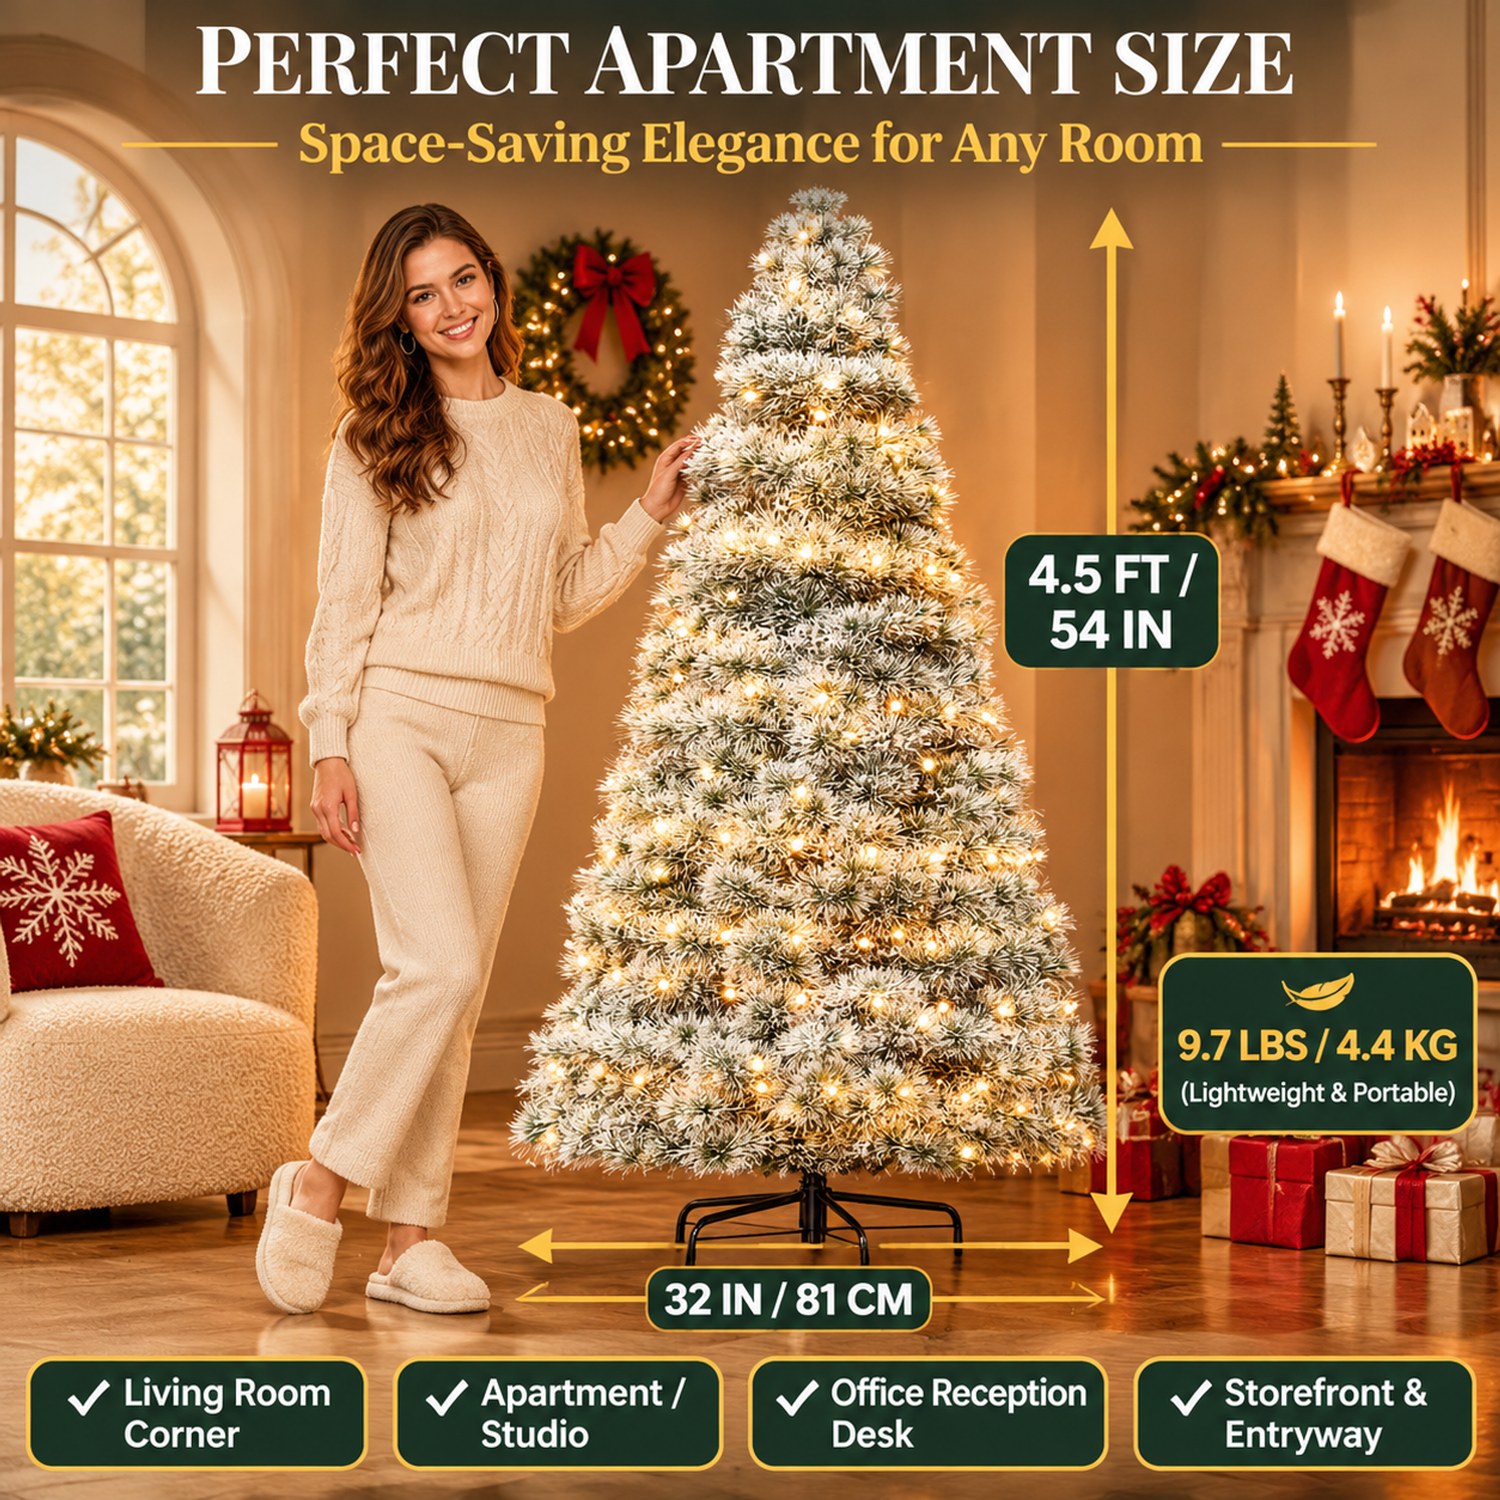 PERFECT APARTMENT SIZE
Space-Saving Elegance for Any Room
4.5 FT /
54 IN
9.7 LBS / 4.4 KG
(Lightweight & Portable)
32 IN / 81 CM
✓ Living Room
Corner
✓ Apartment /
Studio
✓ Office Reception
Desk
✓ Storefront &
Entryway